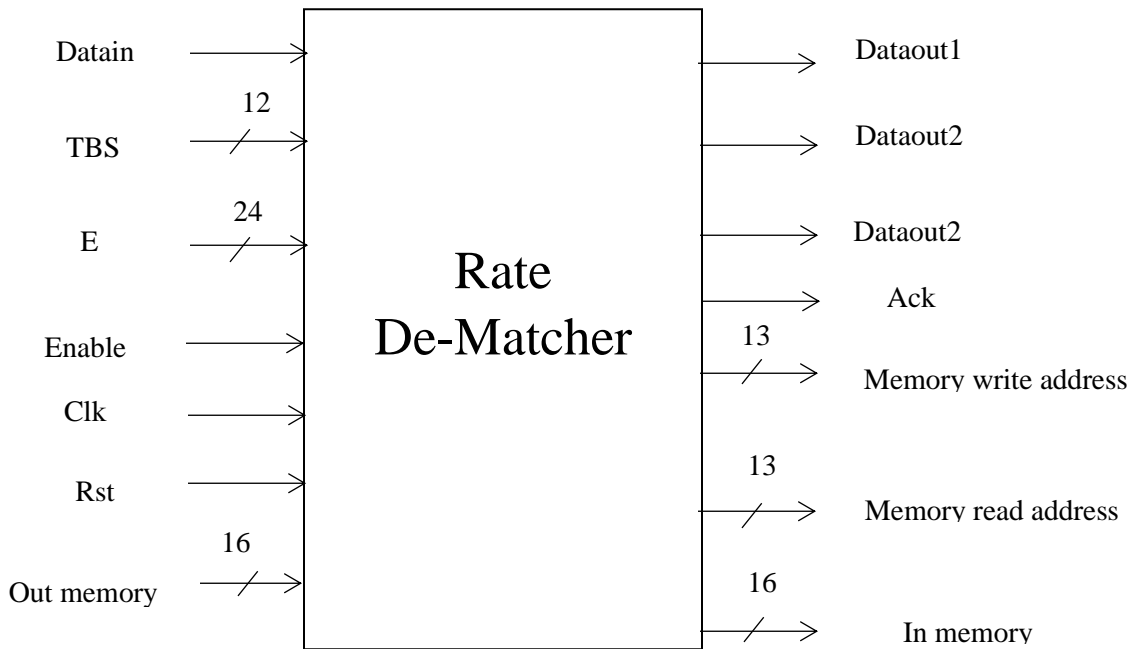 Datain
12
TBS
24
E
Enable
Clk
Rst
16
Out memory
Rate
De-Matcher
Dataout1
Dataout2
Dataout2
Ack
13
Memory write address
13
Memory read address
16
In memory